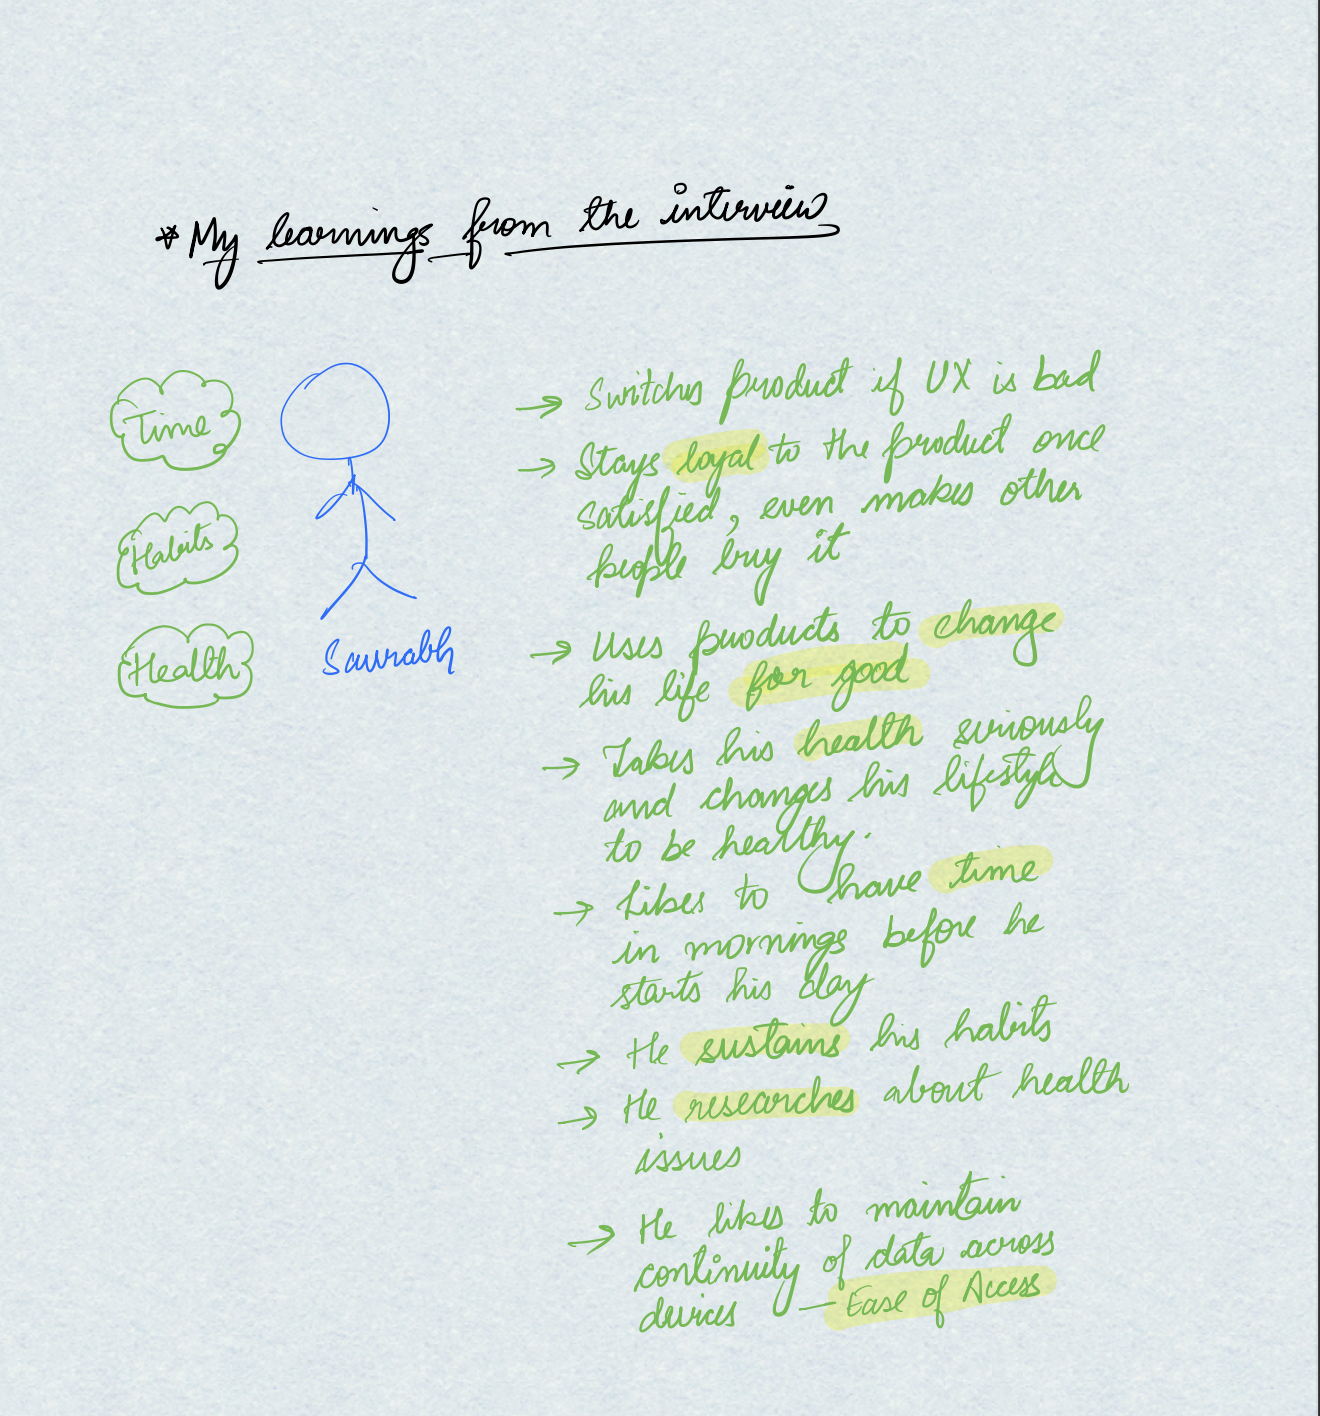 * My learnings from the interview
Time
Habits
Health
Saurabh
→ Switches product if UX is bad
→ Stays loyal to the product once
satisfied, even makes other
people buy it
→ Uses products to change
his life for good
→ Takes his health seriously
and changes his lifestyle
to be healthy.
→ Likes to have time
in mornings before he
starts his day
→ He sustains his habits
→ He researches about health
issues
→ He likes to maintain
continuity of data across
devices — Ease of Access